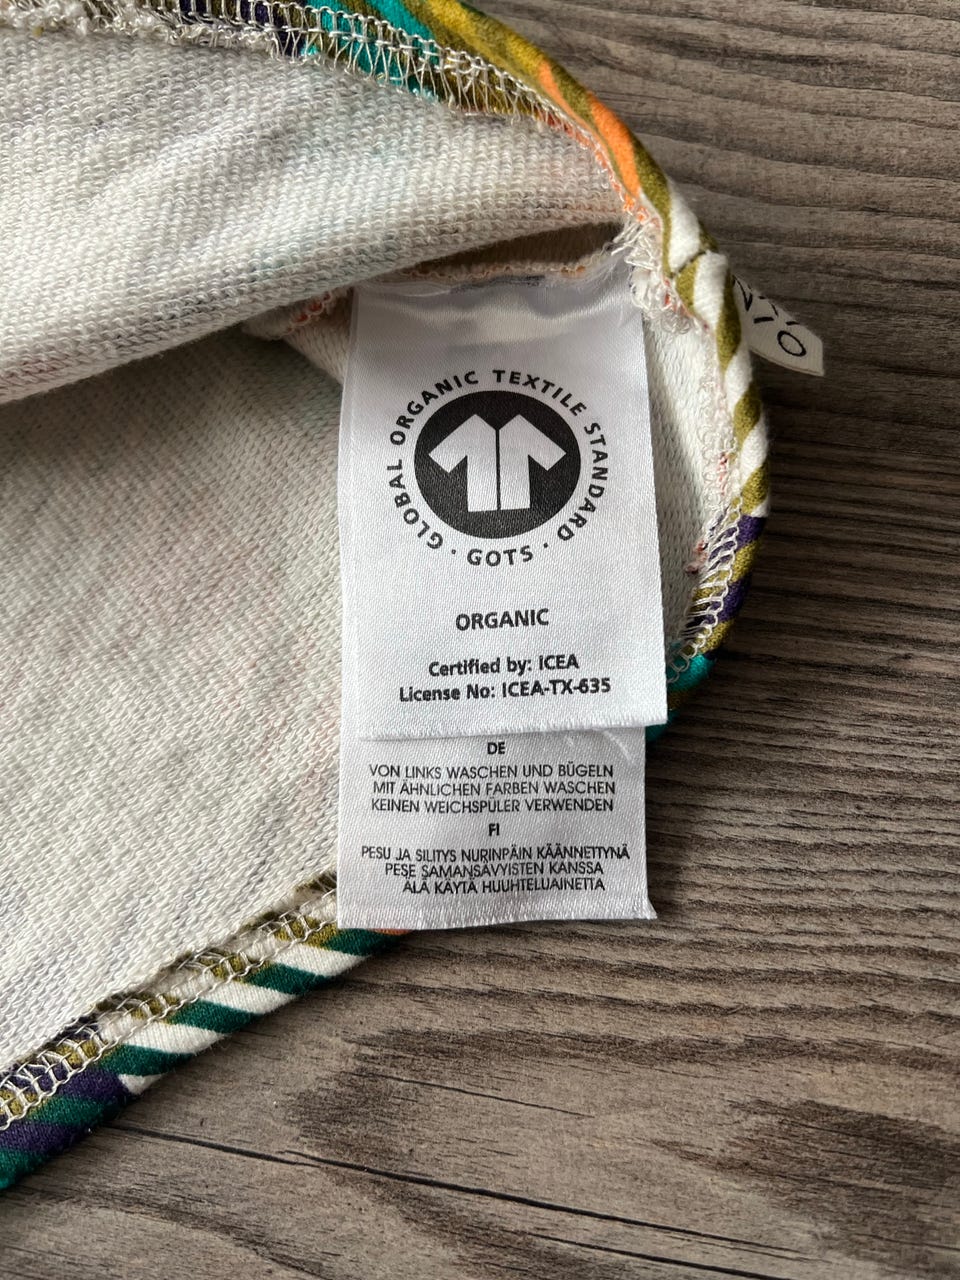 GLOBAL ORGANIC TEXTILE STANDARD · GOTS ·
ORGANIC
Certified by: ICEA
License No: ICEA-TX-635
DE
VON LINKS WASCHEN UND BÜGELN
MIT ÄHNLICHEN FARBEN WASCHEN
KEINEN WEICHSPÜLER VERWENDEN
FI
PESU JA SILITYS NURINPÄIN KÄÄNNETTYNÄ
PESE SAMANSÄVYISTEN KANSSA
ÄLÄ KÄYTÄ HUUHTELUAINETTA